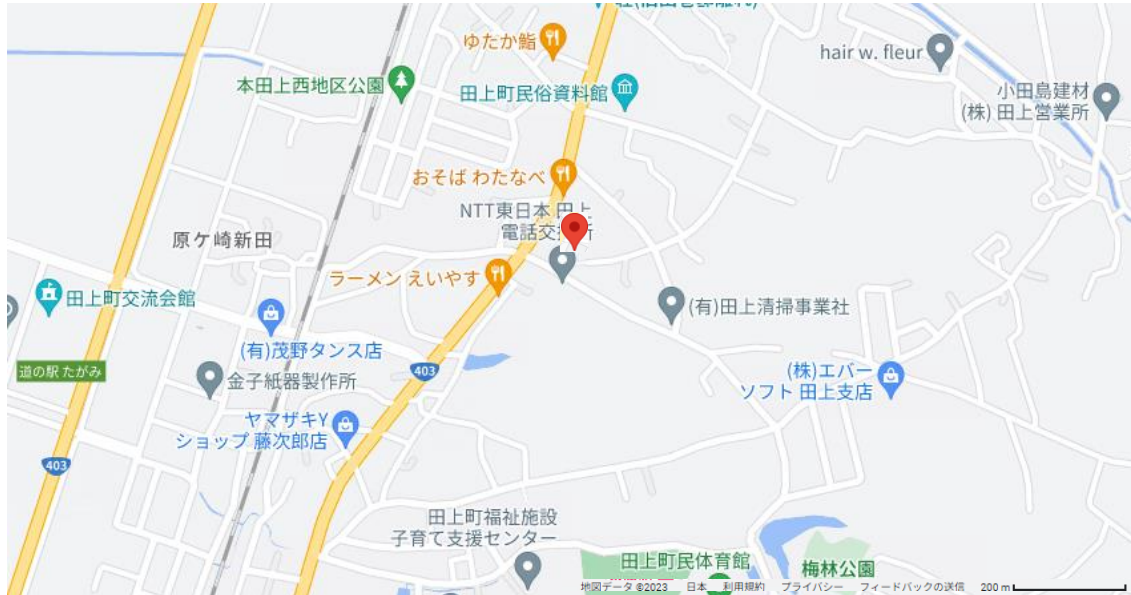 ゆたか鮨
hair w. fleur
本田上西地区公園
田上町民俗資料館
小田島建材
(株) 田上営業所
おそば わたなべ
NTT東日本 田上
電話交
所
原ケ崎新田
ラーメン えいやす
田上町交流会館
(有)田上清掃事業社
(有)茂野タンス店
道の駅 たがみ
金子紙器製作所
403
(株)エバー
ソフト 田上支店
ヤマザキY
ショップ 藤次郎店
403
田上町福祉施設
子育て支援センター
田上町民体育館
梅林公園
地図データ ©2023 日本 利用規約 プライバシー フィードバックの送信 200 m